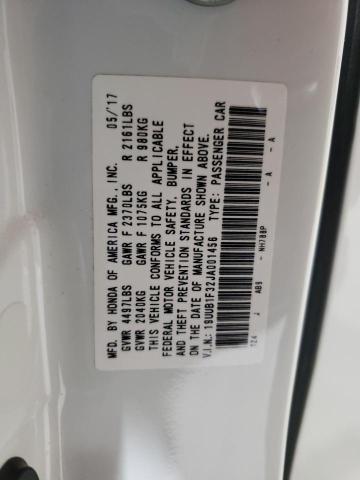 MFD. BY HONDA OF AMERICA MFG.,INC. 05/17
GVWR 4497LBS GAWR F 2370LBS R 2161LBS
GVWR 2040KG GAWR F 1075KG R 980KG
THIS VEHICLE CONFORMS TO ALL APPLICABLE
FEDERAL MOTOR VEHICLE SAFETY, BUMPER,
AND THEFT PREVENTION STANDARDS IN EFFECT
ON THE DATE OF MANUFACTURE SHOWN ABOVE.
V.I.N.: 19UUB1F32JA001456 TYPE: PASSENGER CAR
J AB9 NH788P A - A